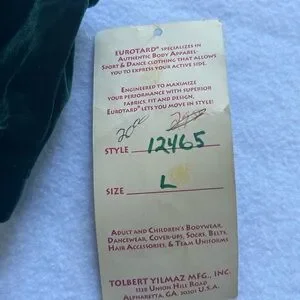 EUROTARD® SPECIALIZES IN
AUTHENTIC BODY APPAREL-
SPORT & DANCE CLOTHING THAT ALLOWS
YOU TO EXPRESS YOUR ACTIVE SIDE.
ENGINEERED TO MAXIMIZE
YOUR PERFORMANCE WITH SUPERIOR
FABRICS, FIT AND DESIGN,
EUROTARD® LETS YOU MOVE IN STYLE!
20.00
STYLE 12465
SIZE L
ADULT AND CHILDREN'S BODYWEAR,
DANCEWEAR, COVER-UPS, SOCKS, BELTS,
HAIR ACCESSORIES, & TEAM UNIFORMS
TOLBERT YILMAZ MFG., INC.
1120 UNION HILL ROAD
ALPHARETTA, GA. 30201 U.S.A.